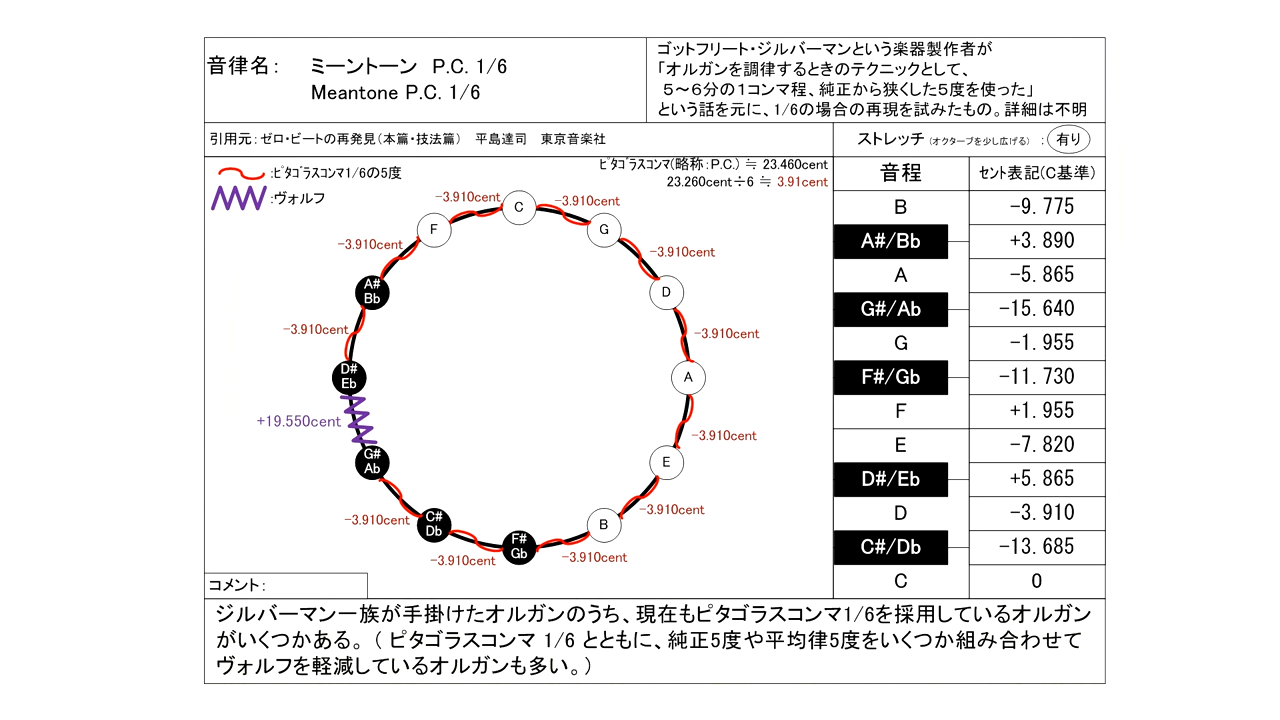 音律名： ミーントーン P.C. 1/6
Meantone P.C. 1/6
ゴットフリート・ジルバーマンという楽器製作者が
「オルガンを調律するときのテクニックとして、
５～６分の１コンマ程、純正から狭くした５度を使った」
という話を元に、1/6の場合の再現を試みたもの。詳細は不明
引用元：ゼロ・ビートの再発見（本篇・技法篇） 平島達司 東京音楽社
ストレッチ （オクターブを少し広げる） ： 有り
：ﾋﾟﾀｺﾞﾗｽコンマ1/6の5度
：ヴォルフ
ﾋﾟﾀｺﾞﾗｽコンマ（略称：P.C.） ≒ 23.460cent
23.260cent÷6 ≒ 3.91cent
C
G
D
A
E
B
F#
Gb
C#
Db
G#
Ab
D#
Eb
A#
Bb
F
-3.910cent
-3.910cent
-3.910cent
-3.910cent
-3.910cent
-3.910cent
-3.910cent
-3.910cent
-3.910cent
+19.550cent
-3.910cent
-3.910cent
音程 セント表記（C基準）
B -9.775
A#/Bb +3.890
A -5.865
G#/Ab -15.640
G -1.955
F#/Gb -11.730
F +1.955
E -7.820
D#/Eb +5.865
D -3.910
C#/Db -13.685
C 0
コメント：
ジルバーマン一族が手掛けたオルガンのうち、現在もピタゴラスコンマ1/6を採用しているオルガン
がいくつかある。（ ピタゴラスコンマ 1/6 とともに、純正5度や平均律5度をいくつか組み合わせて
ヴォルフを軽減しているオルガンも多い。）